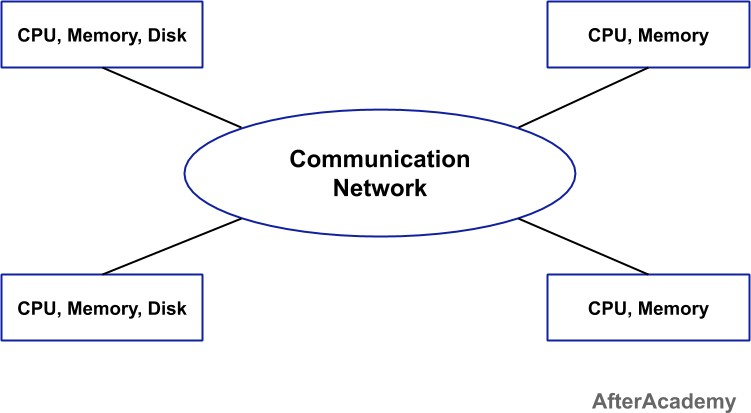 CPU, Memory, Disk
CPU, Memory
Communication
Network
CPU, Memory, Disk
CPU, Memory
AfterAcademy